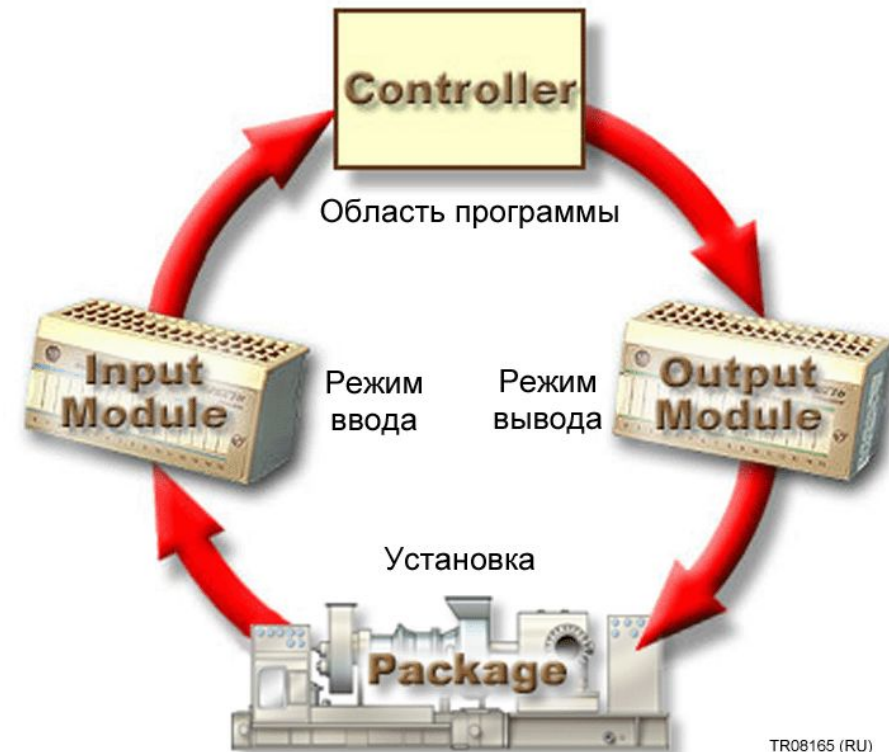 Controller
Область программы
Input
Module
Режим
ввода
Режим
вывода
Output
Module
Установка
Package
TR08165 (RU)